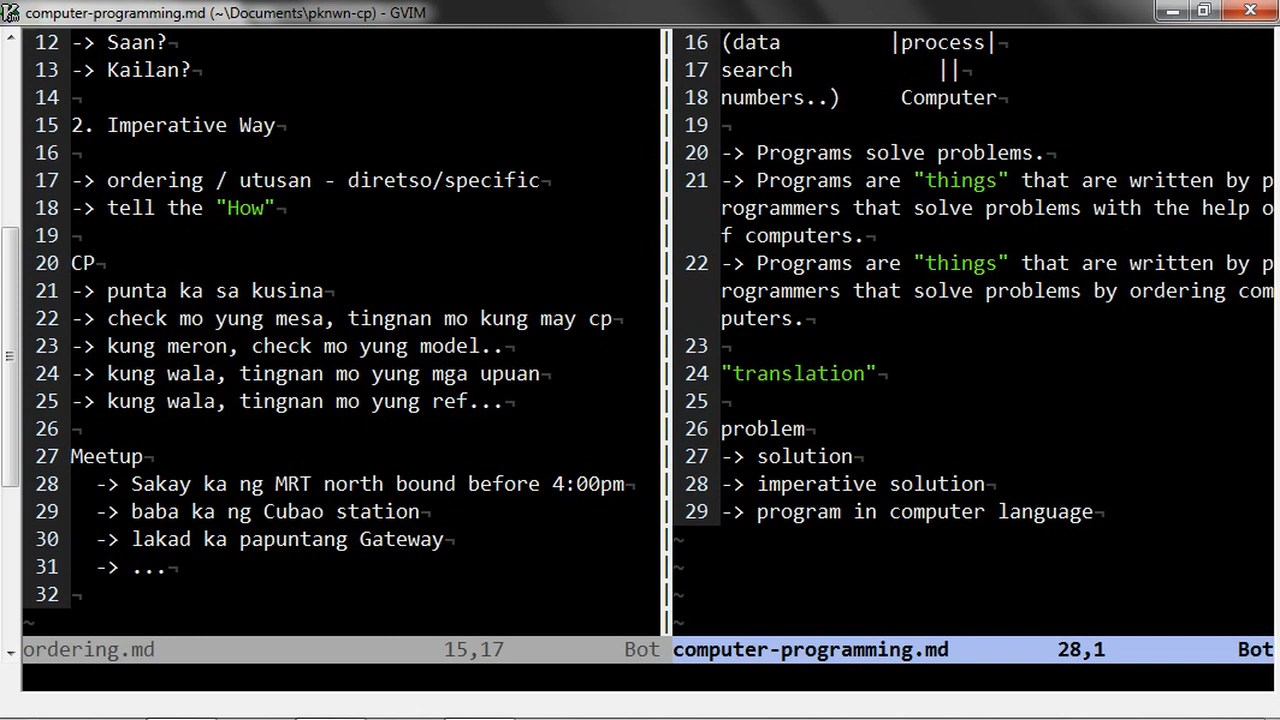 computer-programming.md (~\Documents\pknwn-cp) - GVIM
12 -> Saan?¬
13 -> Kailan?¬
14 ¬
15 2. Imperative Way¬
16 ¬
17 -> ordering / utusan - diretso/specific¬
18 -> tell the "How"¬
19 ¬
20 CP¬
21 -> punta ka sa kusina¬
22 -> check mo yung mesa, tingnan mo kung may cp¬
23 -> kung meron, check mo yung model..¬
24 -> kung wala, tingnan mo yung mga upuan¬
25 -> kung wala, tingnan mo yung ref...¬
26 ¬
27 Meetup¬
28   -> Sakay ka ng MRT north bound before 4:00pm¬
29   -> baba ka ng Cubao station¬
30   -> lakad ka papuntang Gateway¬
31   -> ...¬
32 ¬
~
ordering.md 15,17 Bot
16 (data         |process|¬
17 search            ||¬
18 numbers..)     Computer¬
19 ¬
20 -> Programs solve problems.¬
21 -> Programs are "things" that are written by p
rogrammers that solve problems with the help o
f computers.¬
22 -> Programs are "things" that are written by p
rogrammers that solve problems by ordering com
puters.¬
23 ¬
24 "translation"¬
25 ¬
26 problem¬
27 -> solution¬
28 -> imperative solution¬
29 -> program in computer language¬
~
~
~
~
computer-programming.md 28,1 Bot